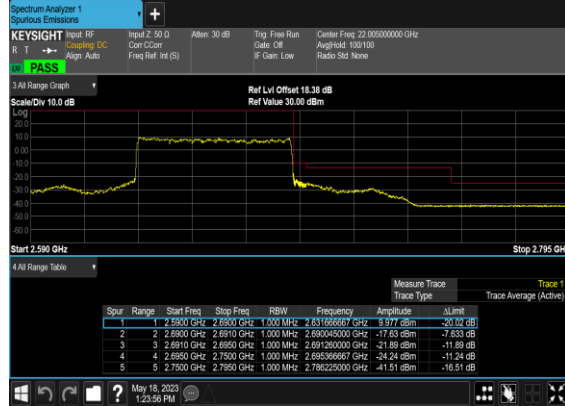 Spectrum Analyzer 1
Spurious Emissions
KEYSIGHT Input: RF Input Z: 50 Ω Atten: 30 dB Trig: Free Run Center Freq: 22.005000000 GHz
R T Coupling: DC Corr CCorr Gate: Off Avg|Hold: 100/100
Align: Auto Freq Ref: Int (S) IF Gain: Low Radio Std: None
PASS
3 All Range Graph Ref Lvl Offset 18.38 dB
Scale/Div 10.0 dB Ref Value 30.00 dBm
Log
20.0
10.0
0.00
-10.0
-20.0
-30.0
-40.0
-50.0
-60.0
Start 2.590 GHz Stop 2.795 GH
4 All Range Table
Measure Trace Trace 1
Trace Type Trace Average (Active)
Spur Range Start Freq Stop Freq RBW Frequency Amplitude ΔLimit
1 1 2.5900 GHz 2.6900 GHz 1.000 MHz 2.631666667 GHz 9.977 dBm -20.02 dB
2 2 2.6900 GHz 2.6910 GHz 1.000 MHz 2.690045000 GHz -17.63 dBm -7.633 dB
3 3 2.6910 GHz 2.6950 GHz 1.000 MHz 2.691260000 GHz -21.89 dBm -11.89 dB
4 4 2.6950 GHz 2.7500 GHz 1.000 MHz 2.695366667 GHz -24.24 dBm -11.24 dB
5 5 2.7500 GHz 2.7950 GHz 1.000 MHz 2.786225000 GHz -41.51 dBm -16.51 dB
? May 18, 2023
1:23:56 PM